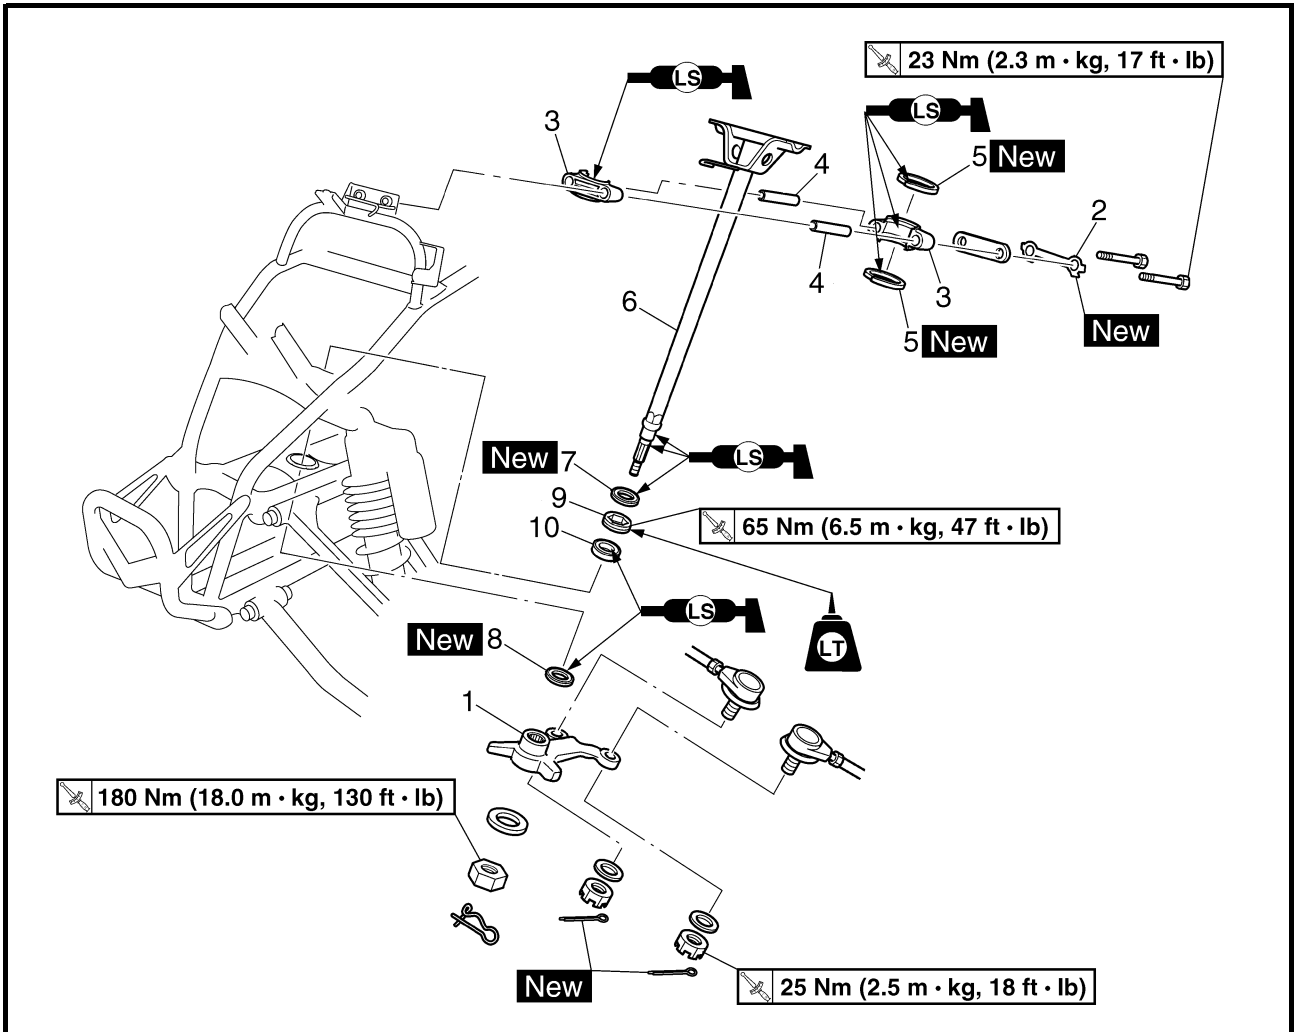 23 Nm (2.3 m • kg, 17 ft • lb)
LS
LS
3
5 New
4
2
4
3
6
5 New
New
New 7
LS
9
65 Nm (6.5 m • kg, 47 ft • lb)
10
LS
New 8
LT
1
180 Nm (18.0 m • kg, 130 ft • lb)
New
25 Nm (2.5 m • kg, 18 ft • lb)